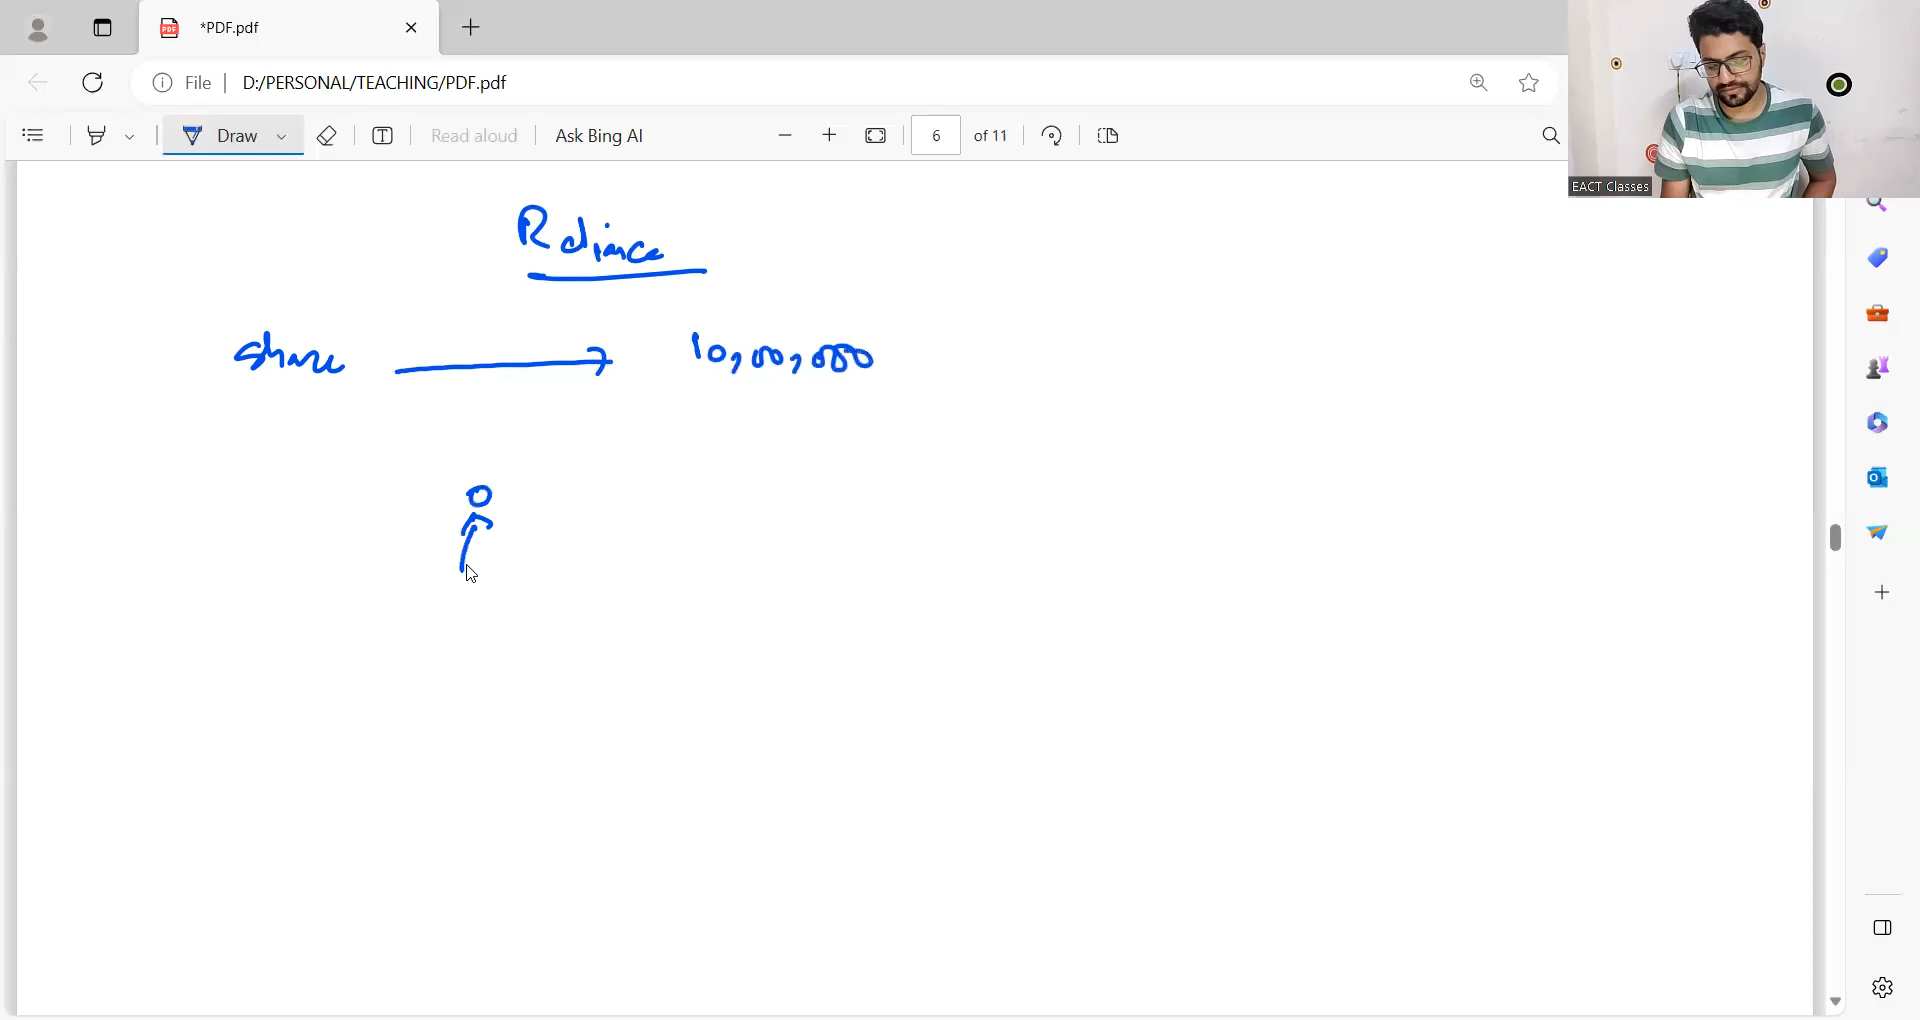 *PDF.pdf
File D:/PERSONAL/TEACHING/PDF.pdf
Draw Read aloud Ask Bing AI 6 of 11
EACT Classes
Reliance
share → 10,00,000
0